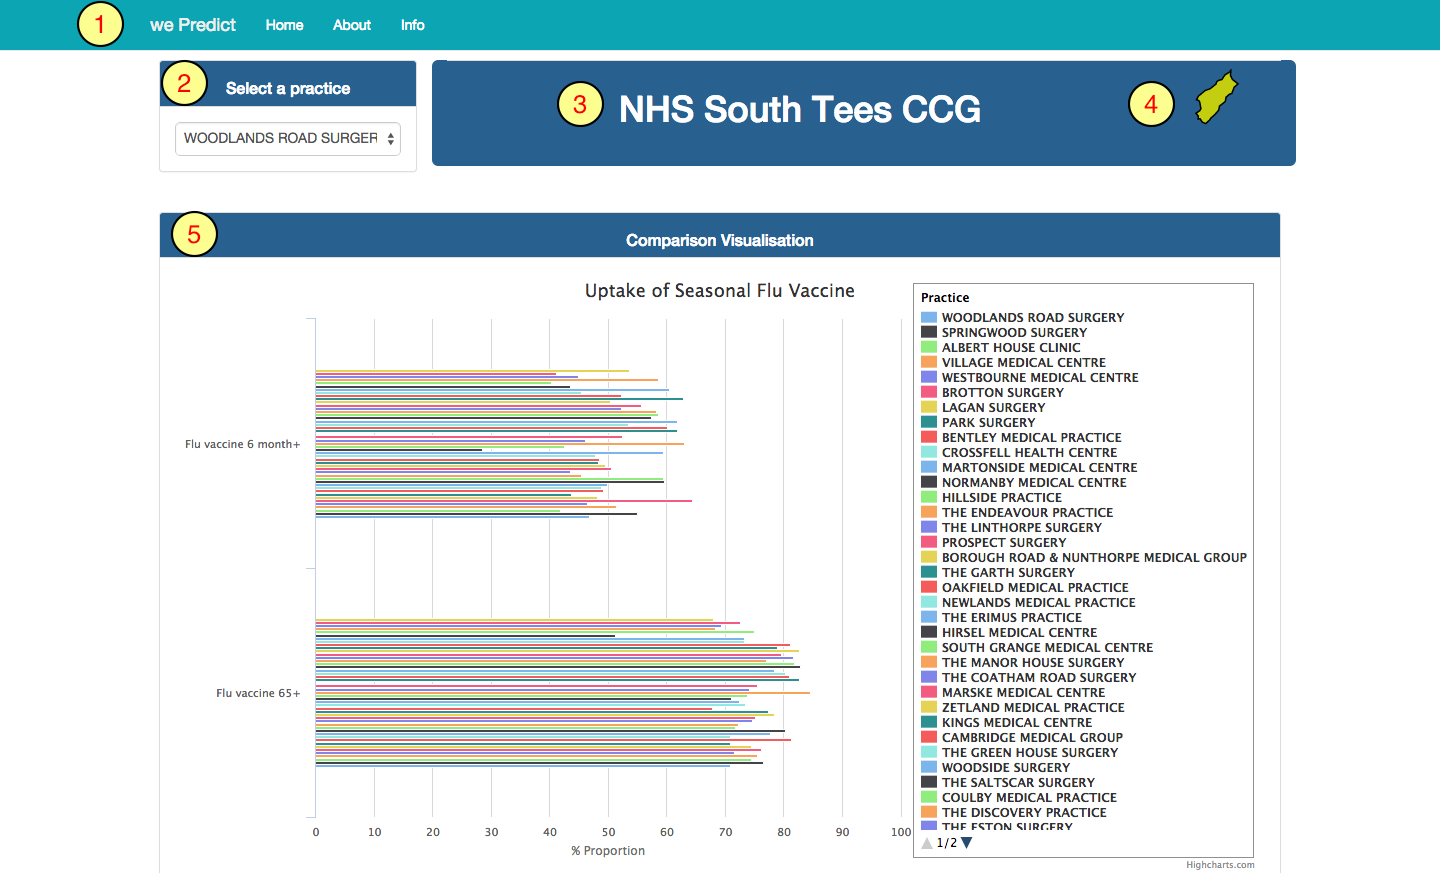 1 we Predict Home About Info
2 Select a practice
WOODLANDS ROAD SURGER
3 NHS South Tees CCG 4
5 Comparison Visualisation
Uptake of Seasonal Flu Vaccine
Flu vaccine 6 month+
Flu vaccine 65+
0 10 20 30 40 50 60 70 80 90 100
% Proportion
Practice
WOODLANDS ROAD SURGERY
SPRINGWOOD SURGERY
ALBERT HOUSE CLINIC
VILLAGE MEDICAL CENTRE
WESTBOURNE MEDICAL CENTRE
BROTTON SURGERY
LAGAN SURGERY
PARK SURGERY
BENTLEY MEDICAL PRACTICE
CROSSFELL HEALTH CENTRE
MARTONSIDE MEDICAL CENTRE
NORMANBY MEDICAL CENTRE
HILLSIDE PRACTICE
THE ENDEAVOUR PRACTICE
THE LINTHORPE SURGERY
PROSPECT SURGERY
BOROUGH ROAD & NUNTHORPE MEDICAL GROUP
THE GARTH SURGERY
OAKFIELD MEDICAL PRACTICE
NEWLANDS MEDICAL PRACTICE
THE ERIMUS PRACTICE
HIRSEL MEDICAL CENTRE
SOUTH GRANGE MEDICAL CENTRE
THE MANOR HOUSE SURGERY
THE COATHAM ROAD SURGERY
MARSKE MEDICAL CENTRE
ZETLAND MEDICAL PRACTICE
KINGS MEDICAL CENTRE
CAMBRIDGE MEDICAL GROUP
THE GREEN HOUSE SURGERY
WOODSIDE SURGERY
THE SALTSCAR SURGERY
COULBY MEDICAL PRACTICE
THE DISCOVERY PRACTICE
THE ESTON SURGERY
1/2
Highcharts.com